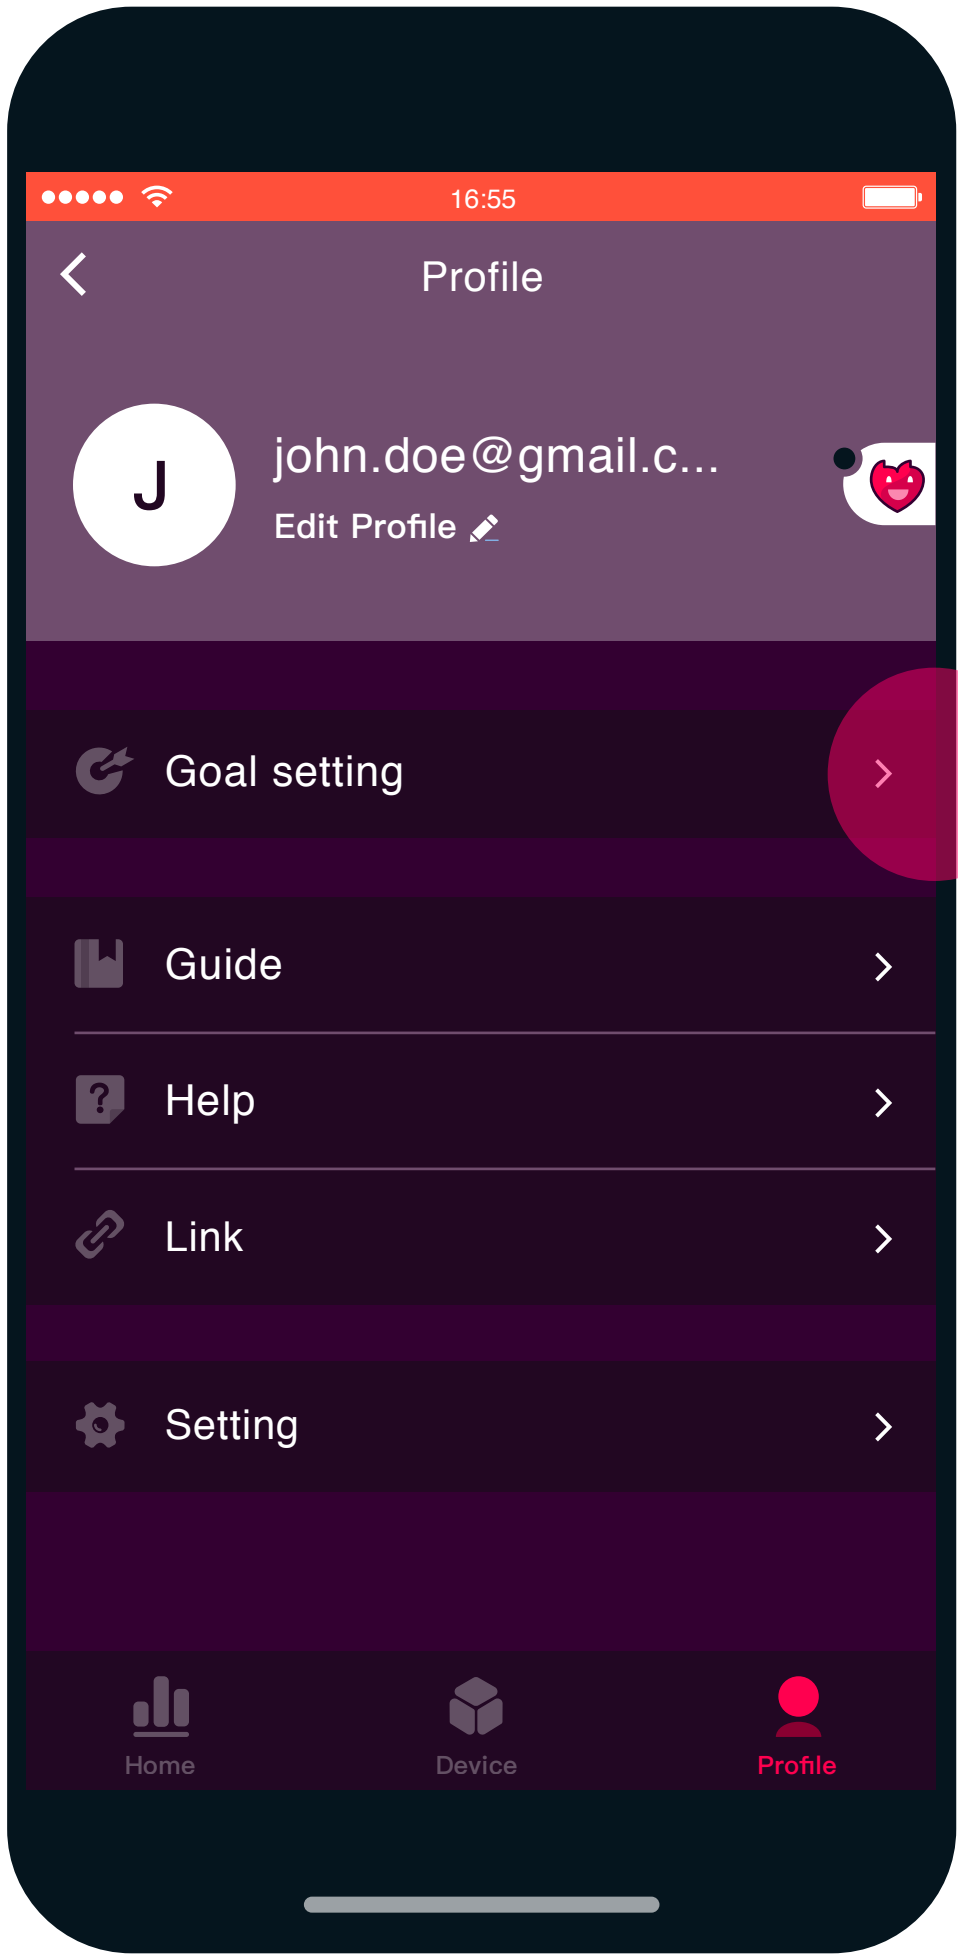 16:55
Profile
J
john.doe@gmail.c...
Edit Profile
Goal setting
Guide
?
Help
Link
Setting
Home
Device
Profile